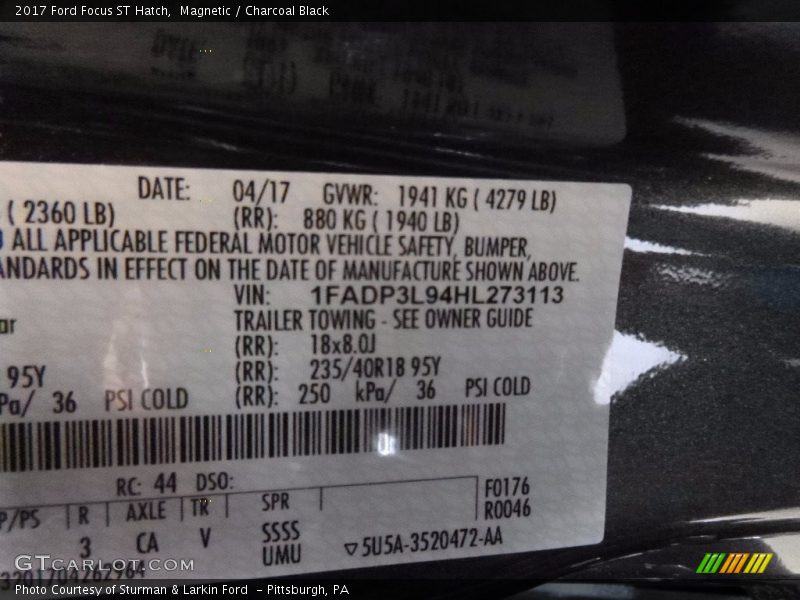 2017 Ford Focus ST Hatch,  Magnetic / Charcoal Black
DATE: 04/17 GVWR: 1941 KG ( 4279 LB)
( 2360 LB) (RR): 880 KG ( 1940 LB)
ALL APPLICABLE FEDERAL MOTOR VEHICLE SAFETY, BUMPER,
ANDARDS IN EFFECT ON THE DATE OF MANUFACTURE SHOWN ABOVE.
VIN: 1FADP3L94HL273113
ar TRAILER TOWING - SEE OWNER GUIDE
(RR): 18x8.0J
95Y (RR): 235/40R18 95Y
Pa/ 36 PSI COLD (RR): 250 kPa/ 36 PSI COLD
RC: 44 DSO:
F0176
P/PS R AXLE TR SPR R0046
3 CA V SSSS
UMU ▽5U5A-3520472-AA
GTCarLot.com
Photo Courtesy of Sturman & Larkin Ford  - Pittsburgh, PA